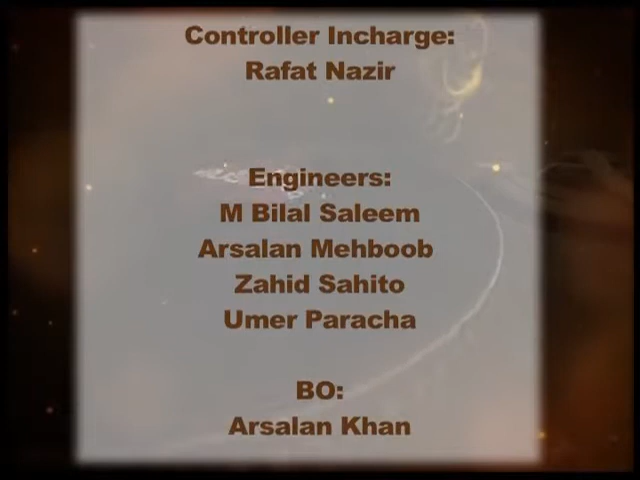 Controller Incharge:
Rafat Nazir
Engineers:
M Bilal Saleem
Arsalan Mehboob
Zahid Sahito
Umer Paracha
BO:
Arsalan Khan